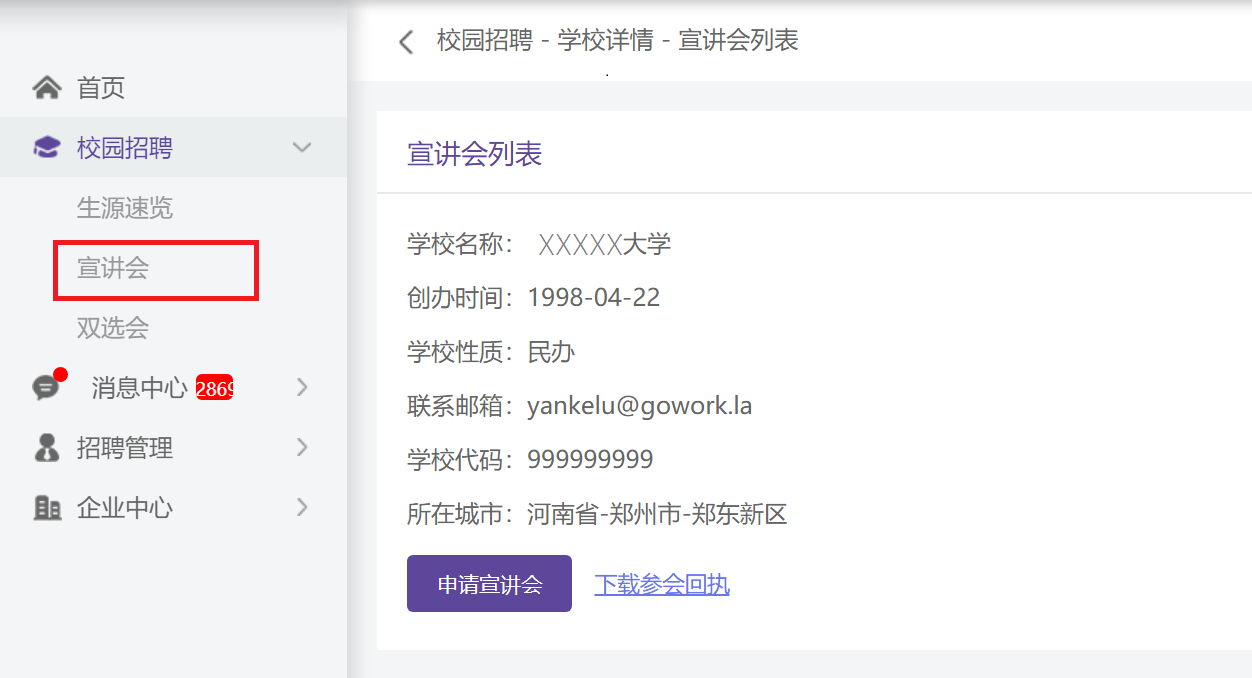 首页
校园招聘
生源速览
宣讲会
双选会
消息中心 2869
招聘管理
企业中心
校园招聘 - 学校详情 - 宣讲会列表
宣讲会列表
学校名称： XXXXX大学
创办时间：1998-04-22
学校性质：民办
联系邮箱：yankelu@gowork.la
学校代码：999999999
所在城市：河南省-郑州市-郑东新区
申请宣讲会 下载参会回执